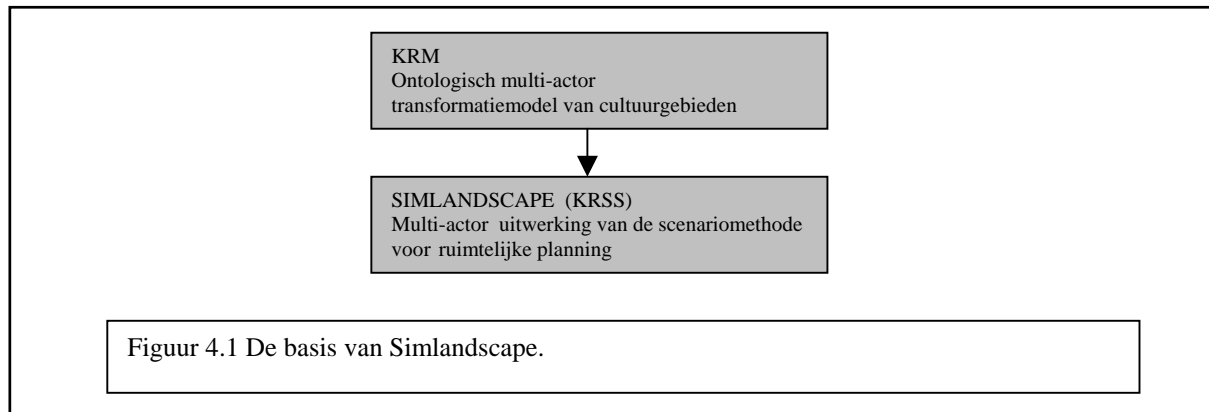 KRM
Ontologisch multi-actor
transformatiemodel van cultuurgebieden
SIMLANDSCAPE (KRSS)
Multi-actor uitwerking van de scenariomethode
voor ruimtelijke planning
Figuur 4.1 De basis van Simlandscape.